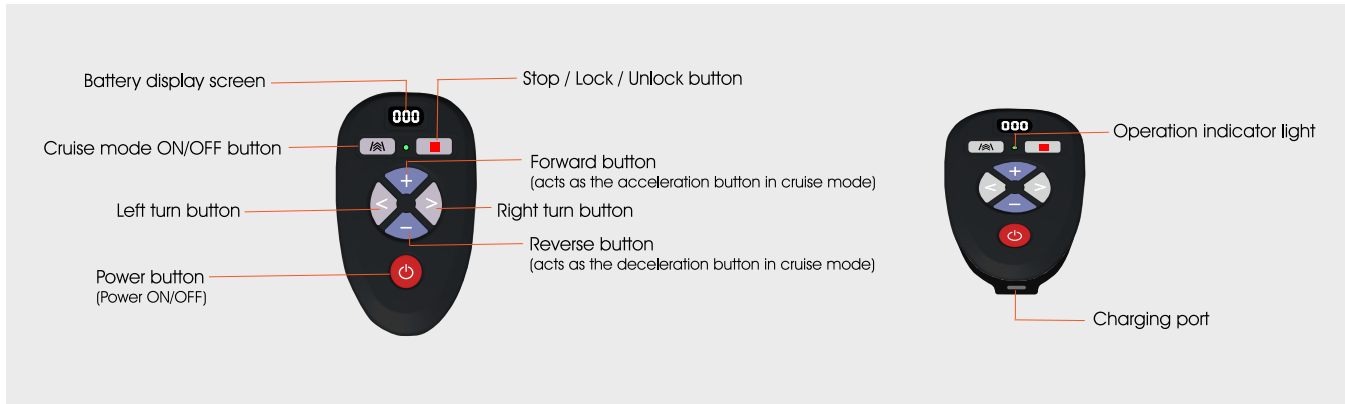 Battery display screen
Stop / Lock / Unlock button
000
Cruise mode ON/OFF button
Forward button
(acts as the acceleration button in cruise mode)
+
Left turn button
<
>
Right turn button
−
Reverse button
(acts as the deceleration button in cruise mode)
Power button
(Power ON/OFF)
000
Operation indicator light
+
<
>
−
Charging port